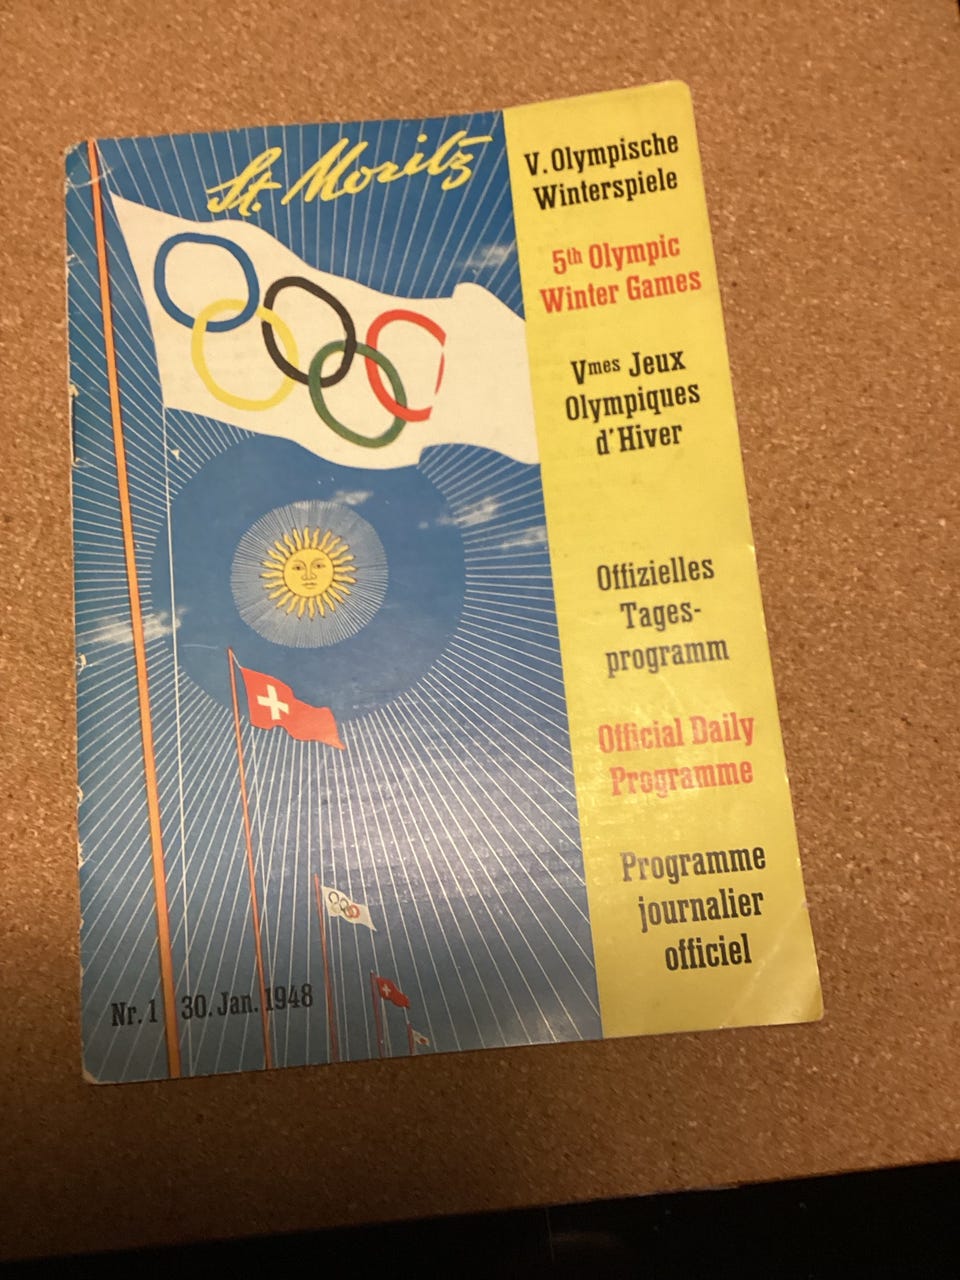 St. Moritz
V. Olympische
Winterspiele
5th Olympic
Winter Games
Vmes Jeux
Olympiques
d'Hiver
Offizielles
Tages-
programm
Official Daily
Programme
Programme
journalier
officiel
Nr. 1 30. Jan. 1948